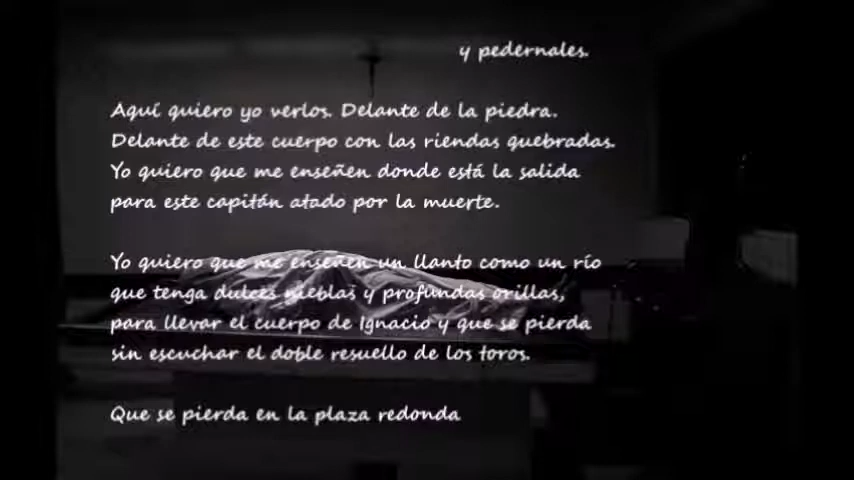 y pedernales.
Aquí quiero yo verlos. Delante de la piedra.
Delante de este cuerpo con las riendas quebradas.
Yo quiero que me enseñen donde está la salida
para este capitán atado por la muerte.
Yo quiero que me enseñen un llanto como un río
que tenga dulces nieblas y profundas orillas,
para llevar el cuerpo de Ignacio y que se pierda
sin escuchar el doble resuello de los toros.
Que se pierda en la plaza redonda